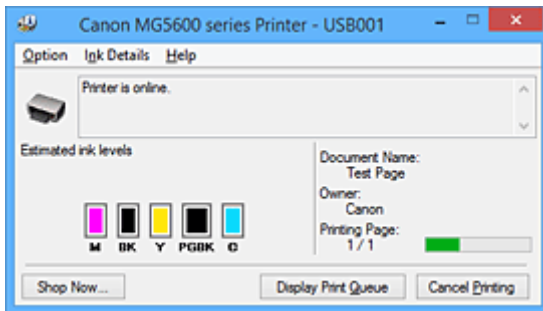 Canon MG5600 series Printer - USB001
Option Ink Details Help
Printer is online.
Estimated ink levels
M BK Y PGBK C
Document Name:
Test Page
Owner:
Canon
Printing Page:
1 / 1
Shop Now... Display Print Queue Cancel Printing